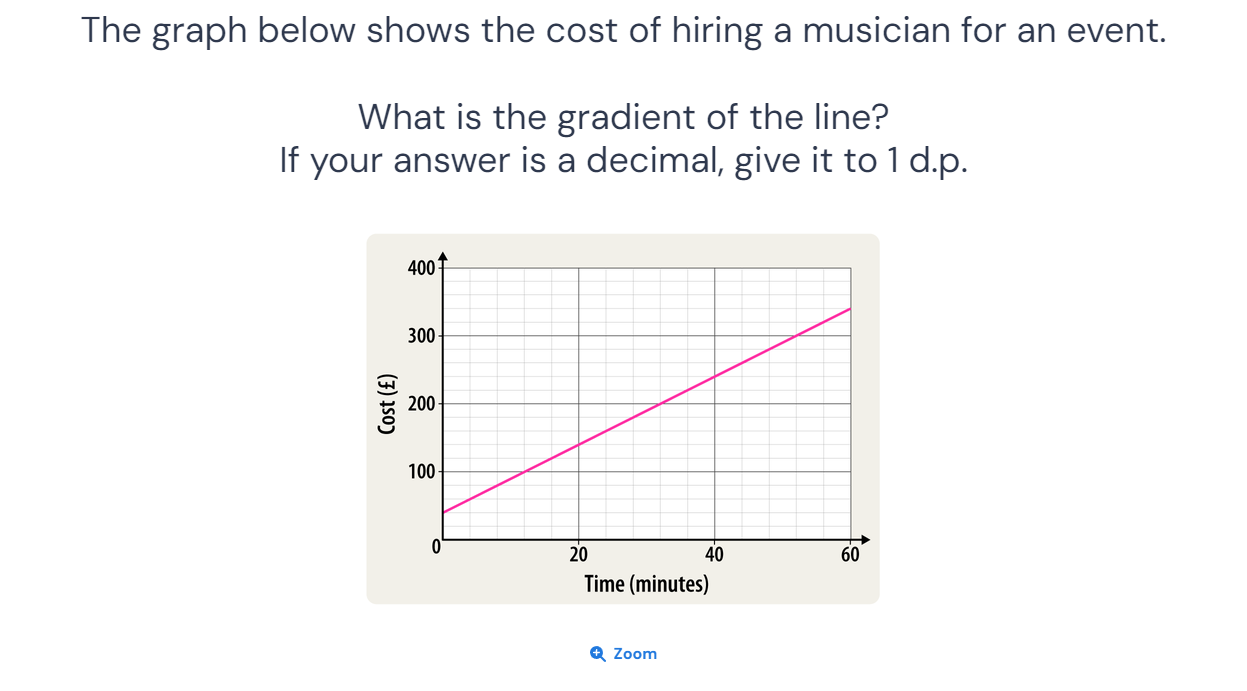 The graph below shows the cost of hiring a musician for an event.
What is the gradient of the line?
If your answer is a decimal, give it to 1 d.p.
400
300
200
100
0
20 40 60
Cost (£)
Time (minutes)
Zoom